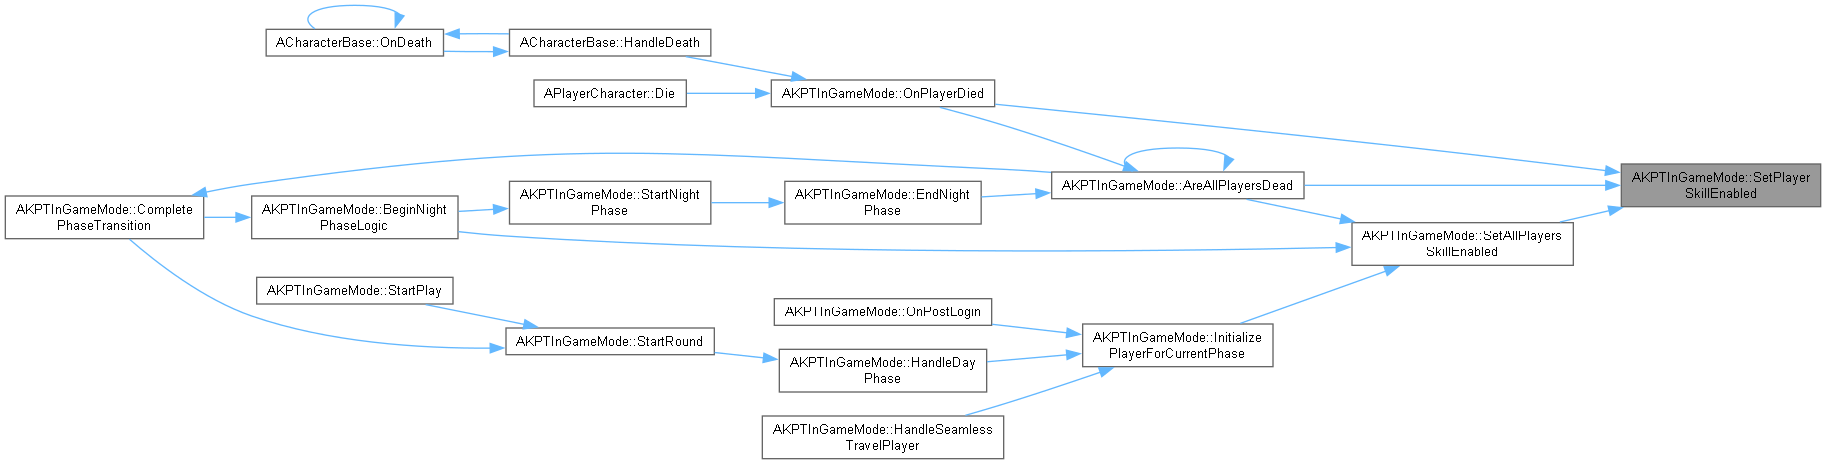 ACharacterBase::OnDeath
ACharacterBase::HandleDeath
APlayerCharacter::Die
AKPTInGameMode::OnPlayerDied
AKPTInGameMode::SetPlayer
SkillEnabled
AKPTInGameMode::AreAllPlayersDead
AKPTInGameMode::StartNight
Phase
AKPTInGameMode::EndNight
Phase
AKPTInGameMode::Complete
PhaseTransition
AKPTInGameMode::BeginNight
PhaseLogic
AKPTInGameMode::SetAllPlayers
SkillEnabled
AKPTInGameMode::StartPlay
AKPTInGameMode::OnPostLogin
AKPTInGameMode::StartRound
AKPTInGameMode::Initialize
PlayerForCurrentPhase
AKPTInGameMode::HandleDay
Phase
AKPTInGameMode::HandleSeamless
TravelPlayer